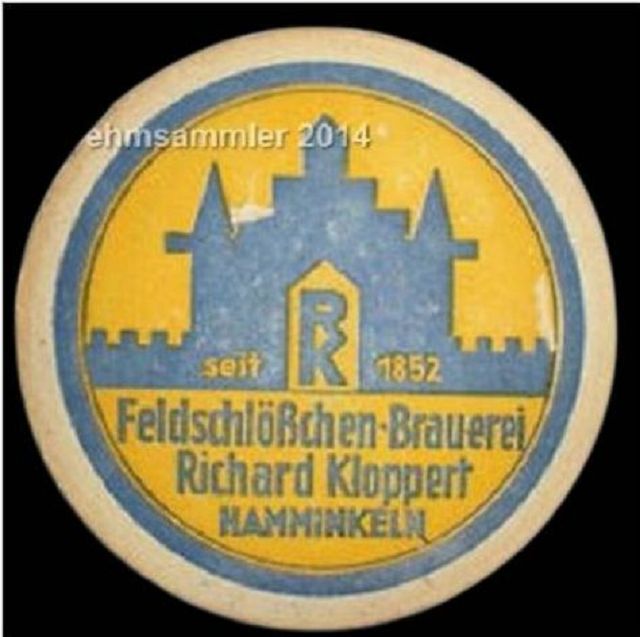 ehmsammler 2014
RK
seit 1852
Feldschlößchen-Brauerei
Richard Kloppert
HAMMINKELN